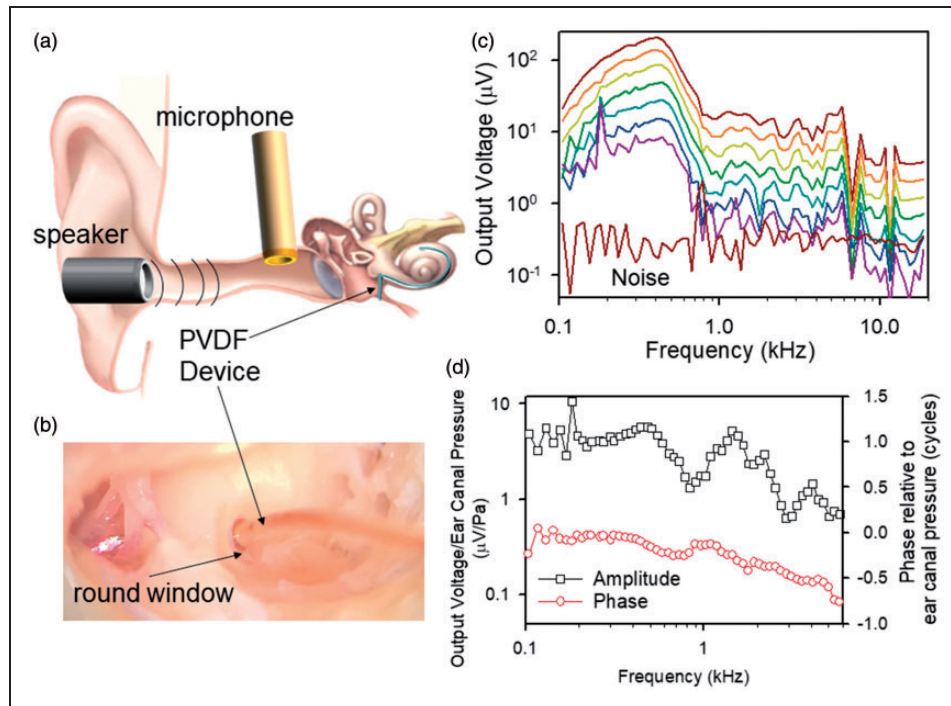 (a)
microphone
speaker
PVDF
Device
(b)
round window
(c)
Output Voltage (µV)
10²
10¹
10⁰
10⁻¹
Noise
0.1
1.0
10.0
Frequency (kHz)
(d)
Output Voltage/Ear Canal Pressure
(µV/Pa)
10
1
0.1
Amplitude
Phase
1.5
1.0
0.5
0.0
-0.5
-1.0
Phase relative to
ear canal pressure (cycles)
0.1
1
Frequency (kHz)